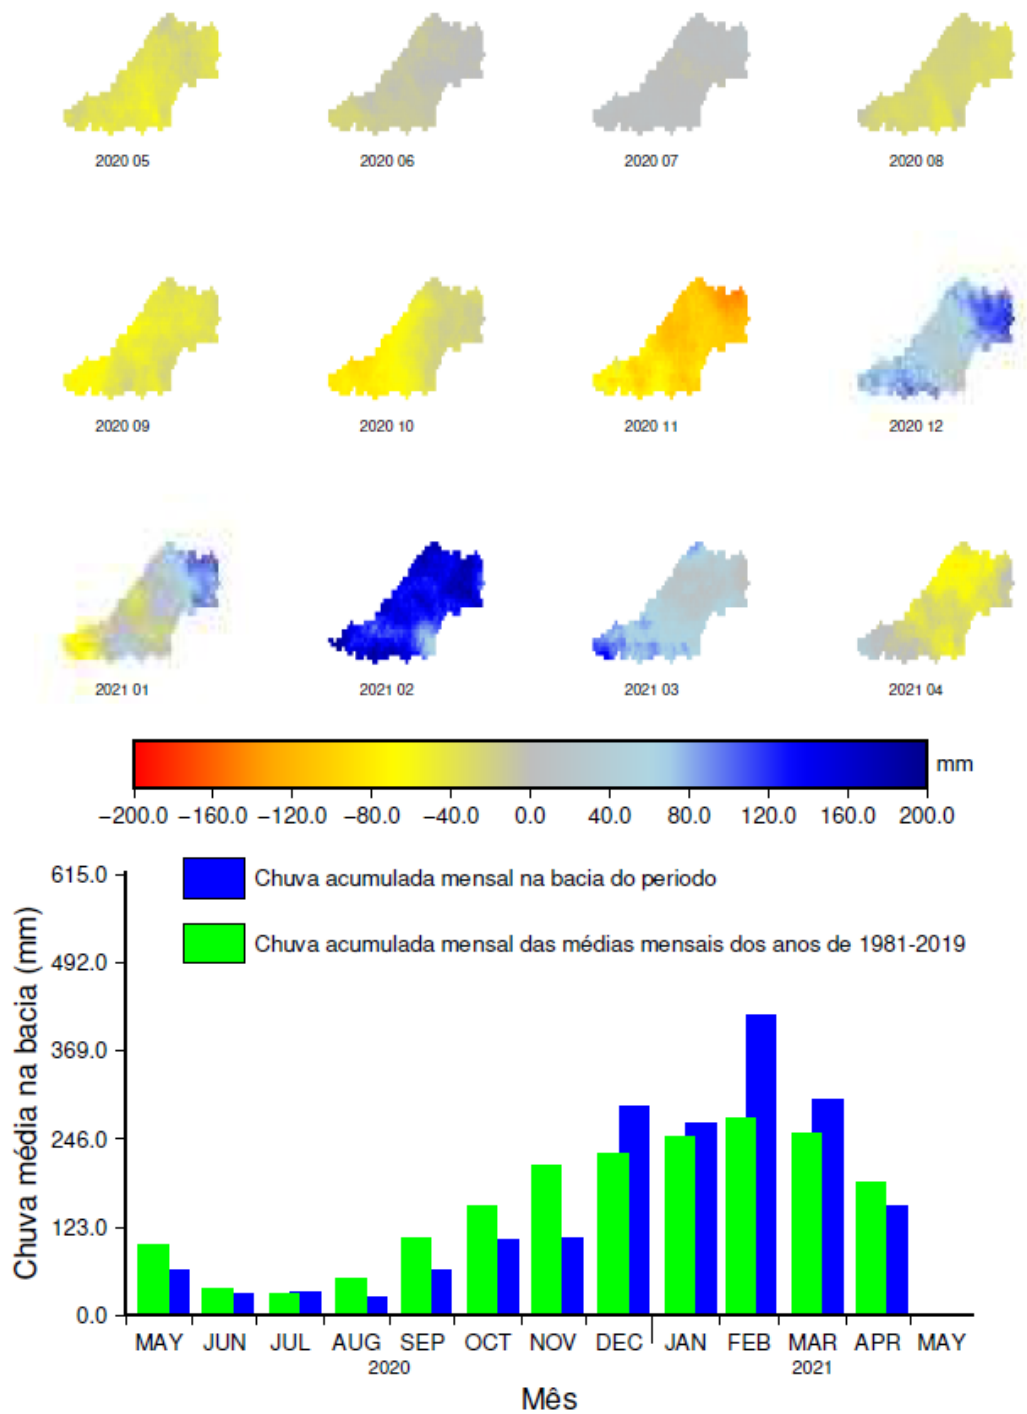 2020 05 2020 06 2020 07 2020 08
2020 09 2020 10 2020 11 2020 12
2021 01 2021 02 2021 03 2021 04
mm
−200.0 −160.0 −120.0 −80.0 −40.0 0.0 40.0 80.0 120.0 160.0 200.0
Chuva média na bacia (mm)
615.0
492.0
369.0
246.0
123.0
0.0
Chuva acumulada mensal na bacia do periodo
Chuva acumulada mensal das médias mensais dos anos de 1981-2019
MAY JUN JUL AUG SEP OCT NOV DEC JAN FEB MAR APR MAY
2020 2021
Mês